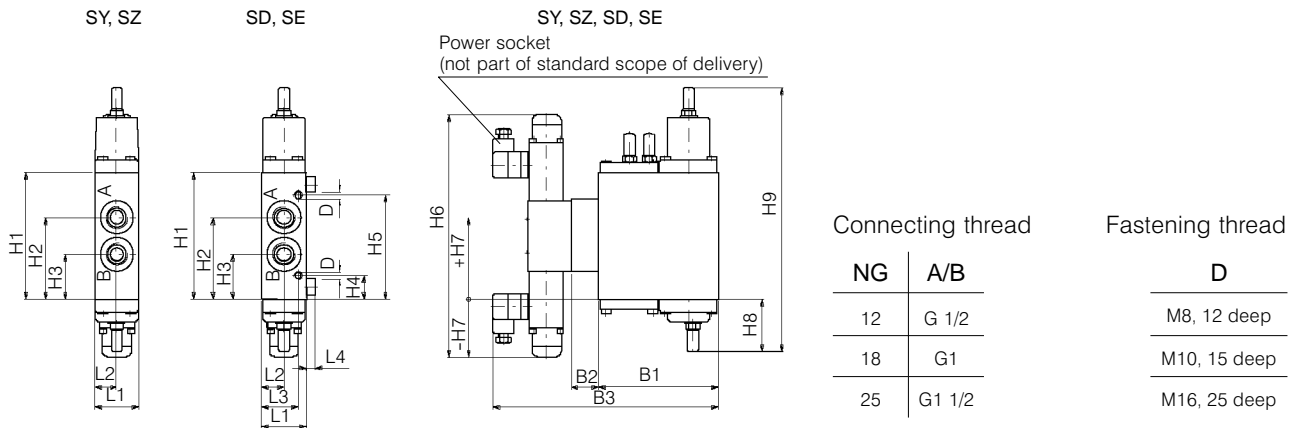 SY, SZ
SD, SE
SY, SZ, SD, SE
Power socket
(not part of standard scope of delivery)
H1
H2
H3
A
B
L2
L1
H1
H2
H3
A
B
D
D
H4
H5
L4
L2
L3
L1
H6
+H7
-H7
H8
H9
B2
B1
B3
Connecting thread
NG A/B
12 G 1/2
18 G1
25 G1 1/2
Fastening thread
D
M8, 12 deep
M10, 15 deep
M16, 25 deep